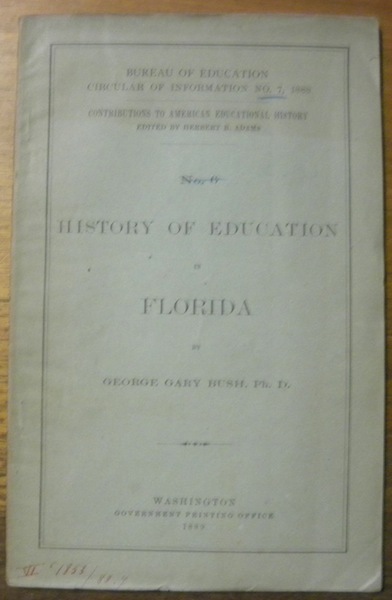 BUREAU OF EDUCATION
CIRCULAR OF INFORMATION NO. 7, 1888
CONTRIBUTIONS TO AMERICAN EDUCATIONAL HISTORY
EDITED BY HERBERT B. ADAMS
No. 6
HISTORY OF EDUCATION
IN
FLORIDA
BY
GEORGE GARY BUSH, Ph. D.
WASHINGTON
GOVERNMENT PRINTING OFFICE
1889